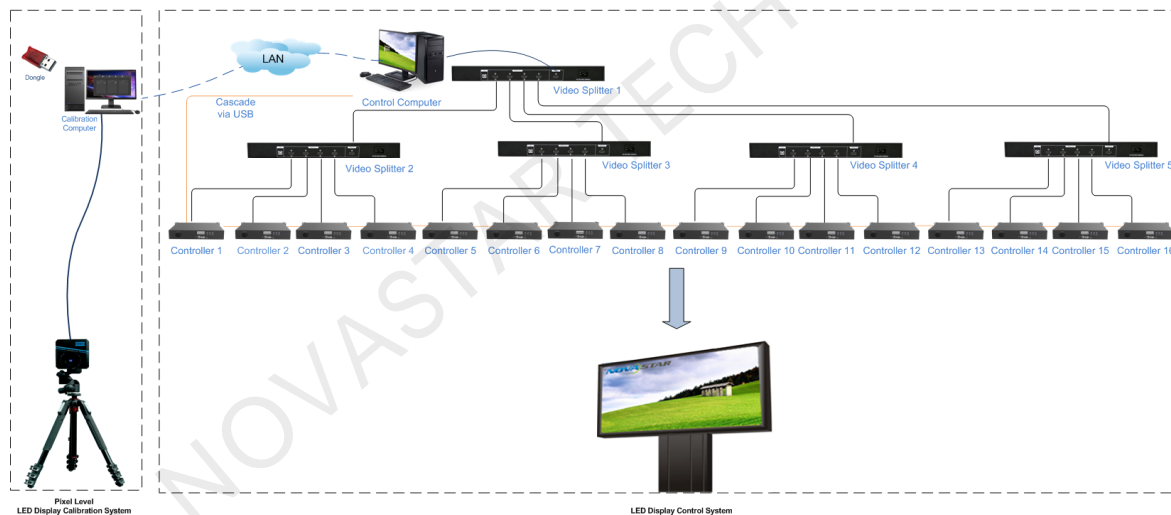 Dongle
Calibration
Computer
LAN
Cascade
via USB
Control Computer
Video Splitter 1
Video Splitter 2
Video Splitter 3
Video Splitter 4
Video Splitter 5
Controller 1
Controller 2
Controller 3
Controller 4
Controller 5
Controller 6
Controller 7
Controller 8
Controller 9
Controller 10
Controller 11
Controller 12
Controller 13
Controller 14
Controller 15
Controller 16
NOVASTAR
NOVASTAR TECH
Pixel Level
LED Display Calibration System
LED Display Control System